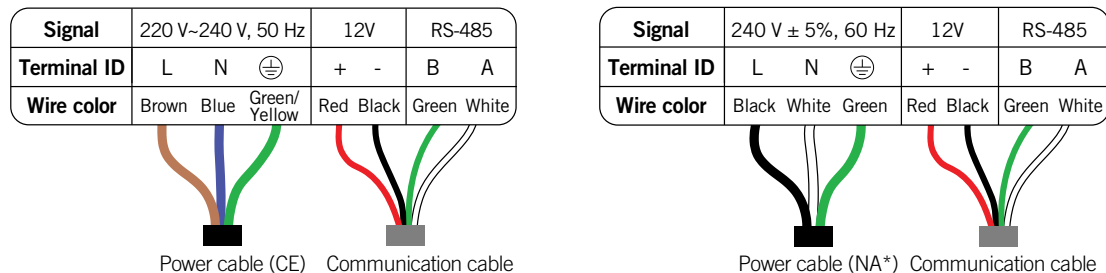 Signal 220 V~240 V, 50 Hz 12V RS-485
Terminal ID L N + - B A
Wire color Brown Blue Green/ Yellow Red Black Green White
Power cable (CE) Communication cable
Signal 240 V ± 5%, 60 Hz 12V RS-485
Terminal ID L N + - B A
Wire color Black White Green Red Black Green White
Power cable (NA*) Communication cable